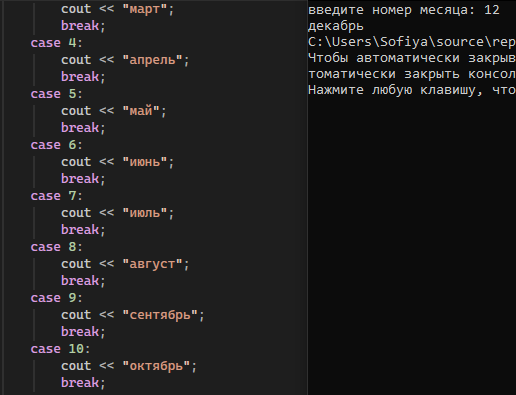 cout << "март";
break;
case 4:
cout << "апрель";
break;
case 5:
cout << "май";
break;
case 6:
cout << "июнь";
break;
case 7:
cout << "июль";
break;
case 8:
cout << "август";
break;
case 9:
cout << "сентябрь";
break;
case 10:
cout << "октябрь";
break;
введите номер месяца: 12
декабрь
C:\Users\Sofiya\source\rep
Чтобы автоматически закрыв
томатически закрыть консол
Нажмите любую клавишу, что